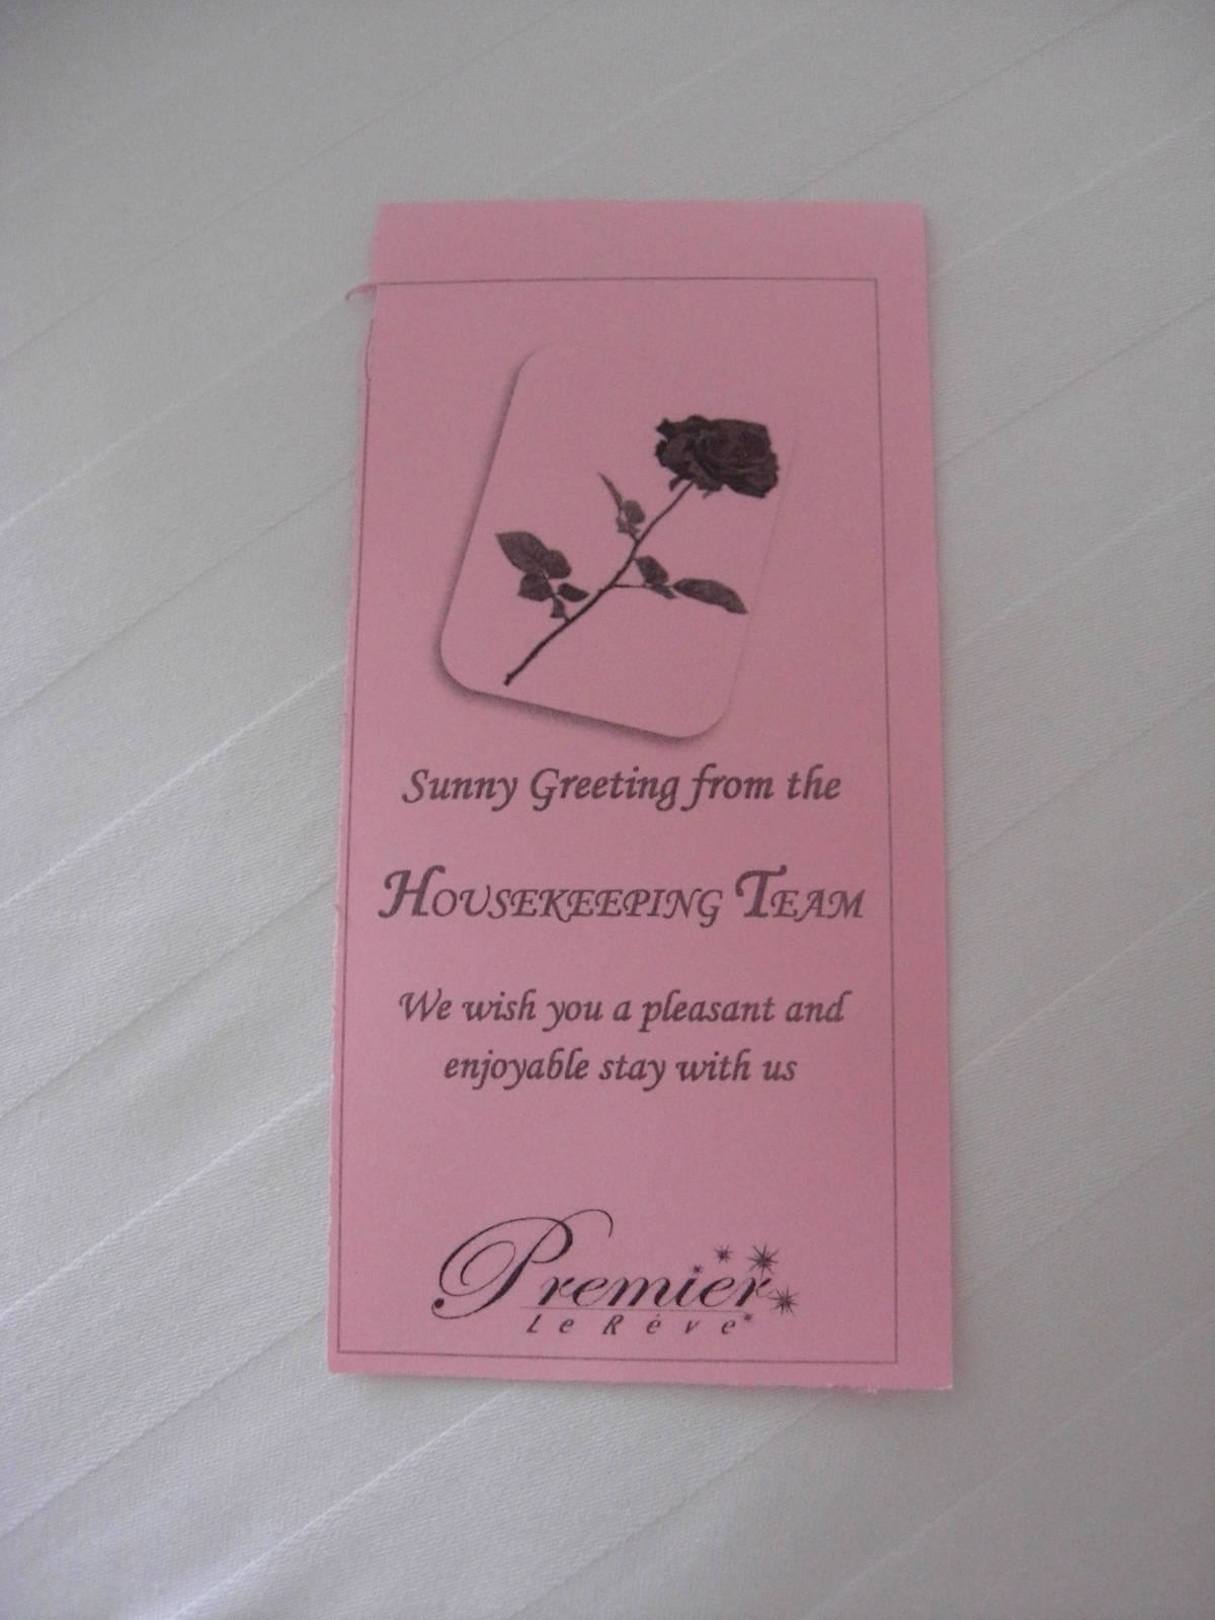 Sunny Greeting from the
HOUSEKEEPING TEAM
We wish you a pleasant and
enjoyable stay with us
Premier
Le Rêve